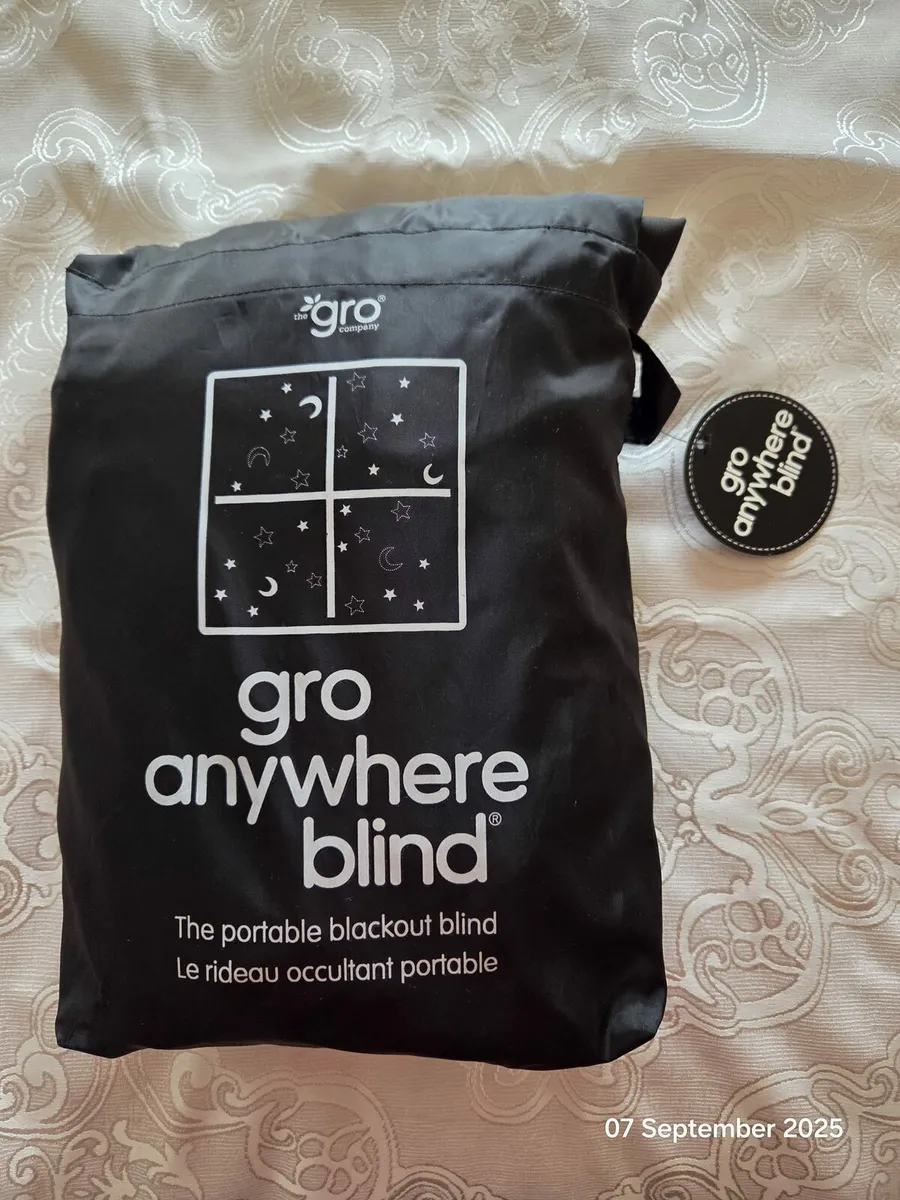 the gro®
company
gro
anywhere
blind®
The portable blackout blind
Le rideau occultant portable
gro
anywhere
blind
07 September 2025